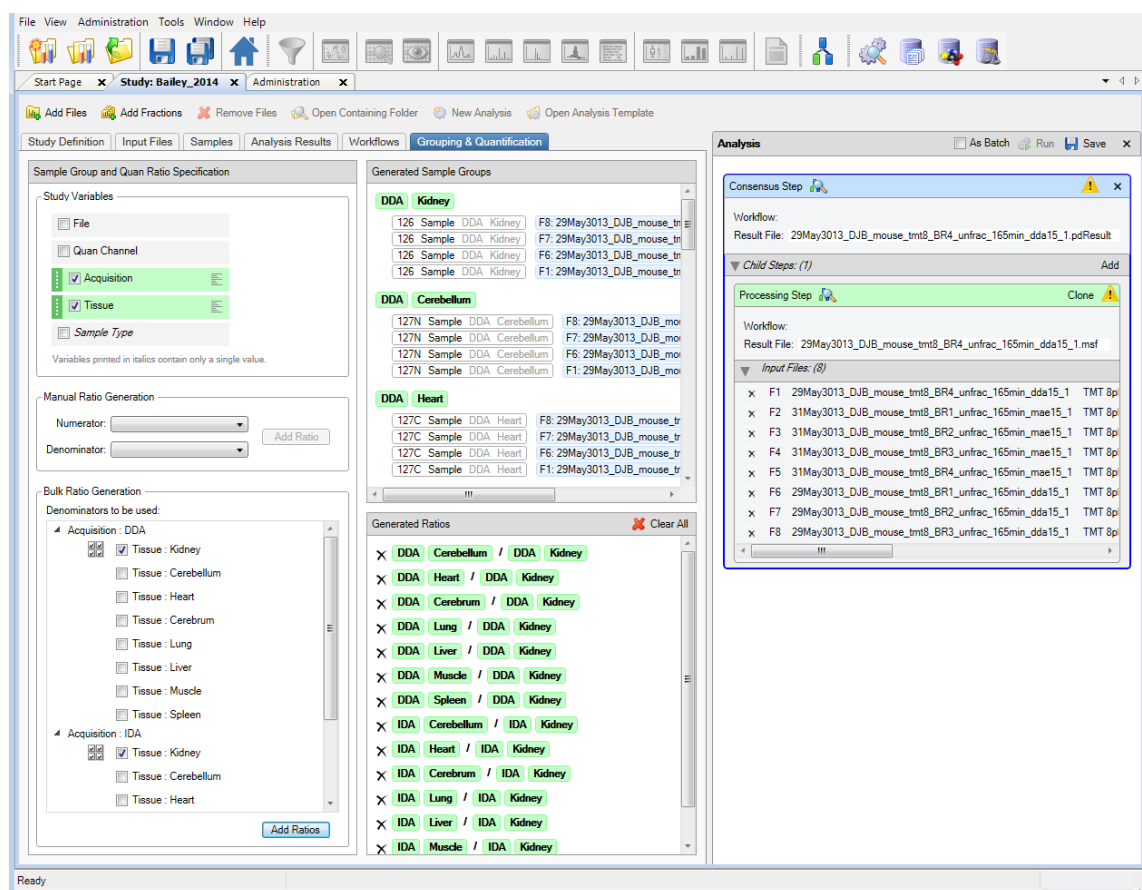 File View Administration Tools Window Help
Start Page x Study: Bailey_2014 x Administration x
Add Files Add Fractions Remove Files Open Containing Folder New Analysis Open Analysis Template
Study Definition Input Files Samples Analysis Results Workflows Grouping & Quantification
Sample Group and Quan Ratio Specification
Study Variables
File
Quan Channel
Acquisition
Tissue
Sample Type
Variables printed in italics contain only a single value.
Manual Ratio Generation
Numerator:
Denominator:
Add Ratio
Bulk Ratio Generation
Denominators to be used:
Acquisition : DDA
Tissue : Kidney
Tissue : Cerebellum
Tissue : Heart
Tissue : Cerebrum
Tissue : Lung
Tissue : Liver
Tissue : Muscle
Tissue : Spleen
Acquisition : IDA
Tissue : Kidney
Tissue : Cerebellum
Tissue : Heart
Add Ratios
Generated Sample Groups
DDA Kidney
126 Sample DDA Kidney F8: 29May3013_DJB_mouse_tm
126 Sample DDA Kidney F7: 29May3013_DJB_mouse_tm
126 Sample DDA Kidney F6: 29May3013_DJB_mouse_tm
126 Sample DDA Kidney F1: 29May3013_DJB_mouse_tm
DDA Cerebellum
127N Sample DDA Cerebellum F8: 29May3013_DJB_mou
127N Sample DDA Cerebellum F7: 29May3013_DJB_mou
127N Sample DDA Cerebellum F6: 29May3013_DJB_mou
127N Sample DDA Cerebellum F1: 29May3013_DJB_mou
DDA Heart
127C Sample DDA Heart F8: 29May3013_DJB_mouse_tr
127C Sample DDA Heart F7: 29May3013_DJB_mouse_tr
127C Sample DDA Heart F6: 29May3013_DJB_mouse_tr
127C Sample DDA Heart F1: 29May3013_DJB_mouse_tr
Generated Ratios Clear All
DDA Cerebellum / DDA Kidney
DDA Heart / DDA Kidney
DDA Cerebrum / DDA Kidney
DDA Lung / DDA Kidney
DDA Liver / DDA Kidney
DDA Muscle / DDA Kidney
DDA Spleen / DDA Kidney
IDA Cerebellum / IDA Kidney
IDA Heart / IDA Kidney
IDA Cerebrum / IDA Kidney
IDA Lung / IDA Kidney
IDA Liver / IDA Kidney
IDA Muscle / IDA Kidney
Analysis As Batch Run Save x
Consensus Step x
Workflow:
Result File: 29May3013_DJB_mouse_tmt8_BR4_unfrac_165min_dda15_1.pdResult
Child Steps: (1) Add
Processing Step Clone
Workflow:
Result File: 29May3013_DJB_mouse_tmt8_BR4_unfrac_165min_dda15_1.msf
Input Files: (8)
x F1 29May3013_DJB_mouse_tmt8_BR4_unfrac_165min_dda15_1 TMT 8pl
x F2 31May3013_DJB_mouse_tmt8_BR1_unfrac_165min_mae15_1 TMT 8pl
x F3 31May3013_DJB_mouse_tmt8_BR2_unfrac_165min_mae15_1 TMT 8pl
x F4 31May3013_DJB_mouse_tmt8_BR3_unfrac_165min_mae15_1 TMT 8pl
x F5 31May3013_DJB_mouse_tmt8_BR4_unfrac_165min_mae15_1 TMT 8pl
x F6 29May3013_DJB_mouse_tmt8_BR1_unfrac_165min_dda15_1 TMT 8pl
x F7 29May3013_DJB_mouse_tmt8_BR2_unfrac_165min_dda15_1 TMT 8pl
x F8 29May3013_DJB_mouse_tmt8_BR3_unfrac_165min_dda15_1 TMT 8pl
Ready